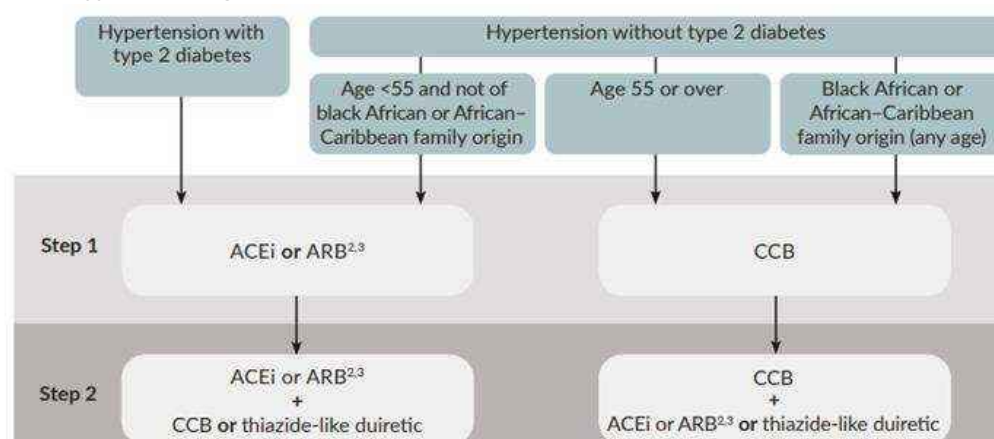 Hypertension with
type 2 diabetes
Hypertension without type 2 diabetes
Age <55 and not of
black African or African–
Caribbean family origin
Age 55 or over
Black African or
African–Caribbean
family origin (any age)
Step 1
ACEi or ARB2,3
CCB
Step 2
ACEi or ARB2,3
+
CCB or thiazide-like duiretic
CCB
+
ACEi or ARB2,3 or thiazide-like duiretic